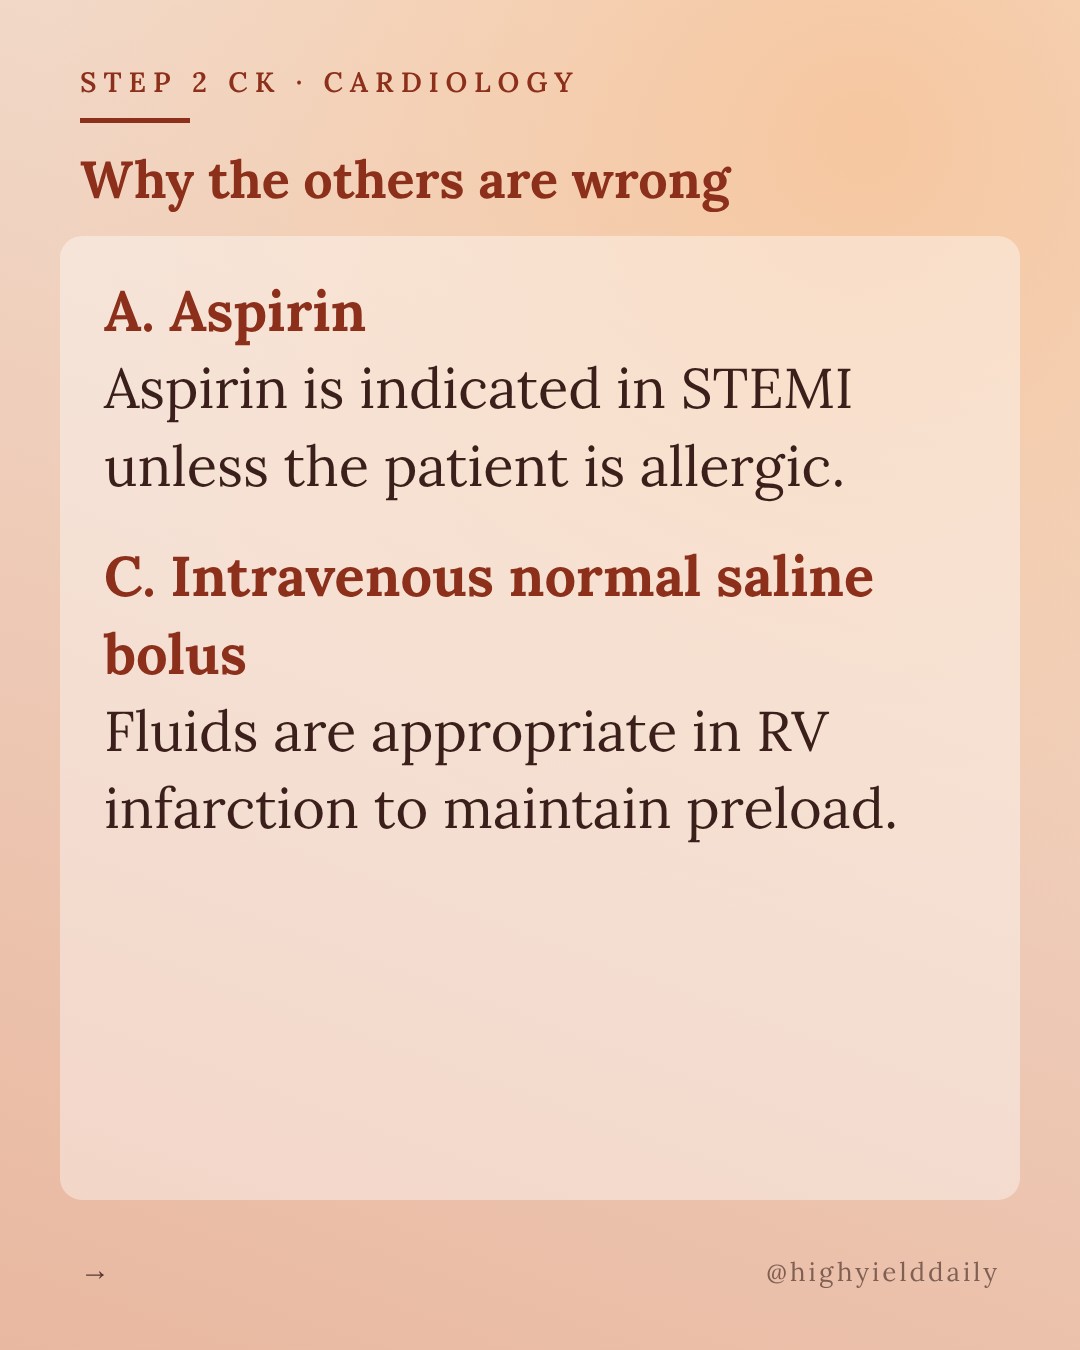 STEP 2 CK · CARDIOLOGY
Why the others are wrong
A. Aspirin
Aspirin is indicated in STEMI
unless the patient is allergic.
C. Intravenous normal saline
bolus
Fluids are appropriate in RV
infarction to maintain preload.
→
@highyielddaily